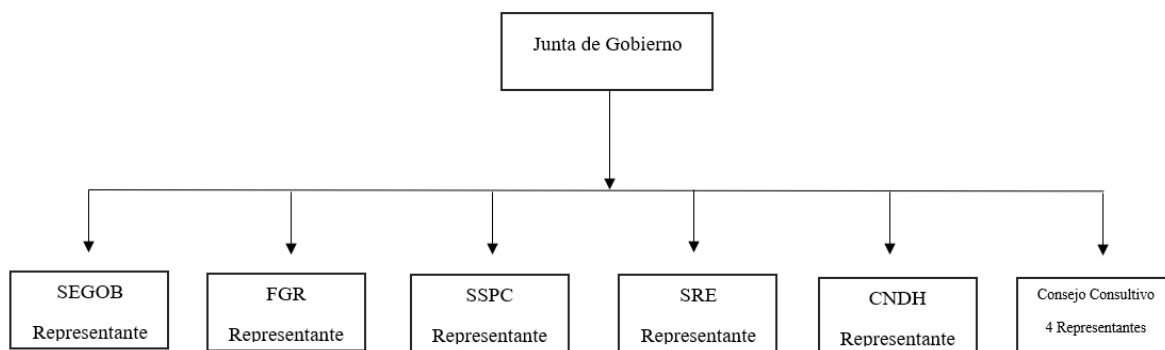 Junta de Gobierno
SEGOB
Representante
FGR
Representante
SSPC
Representante
SRE
Representante
CNDH
Representante
Consejo Consultivo
4 Representantes